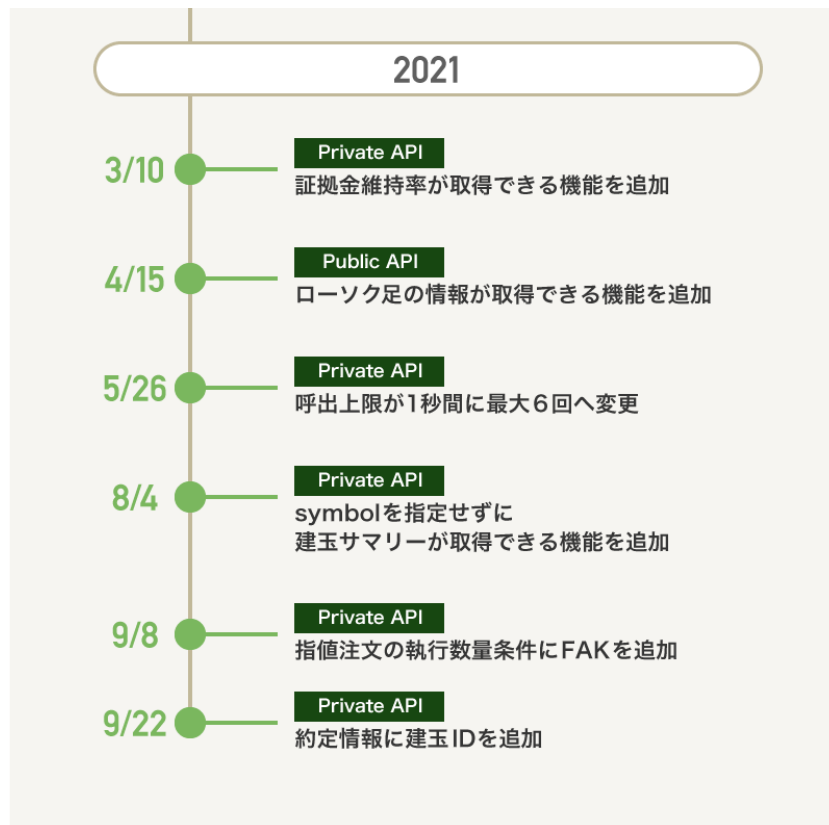 2021
3/10
Private API
証拠金維持率が取得できる機能を追加
4/15
Public API
ローソク足の情報が取得できる機能を追加
5/26
Private API
呼出上限が1秒間に最大6回へ変更
8/4
Private API
symbolを指定せずに
建玉サマリーが取得できる機能を追加
9/8
Private API
指値注文の執行数量条件にFAKを追加
9/22
Private API
約定情報に建玉IDを追加